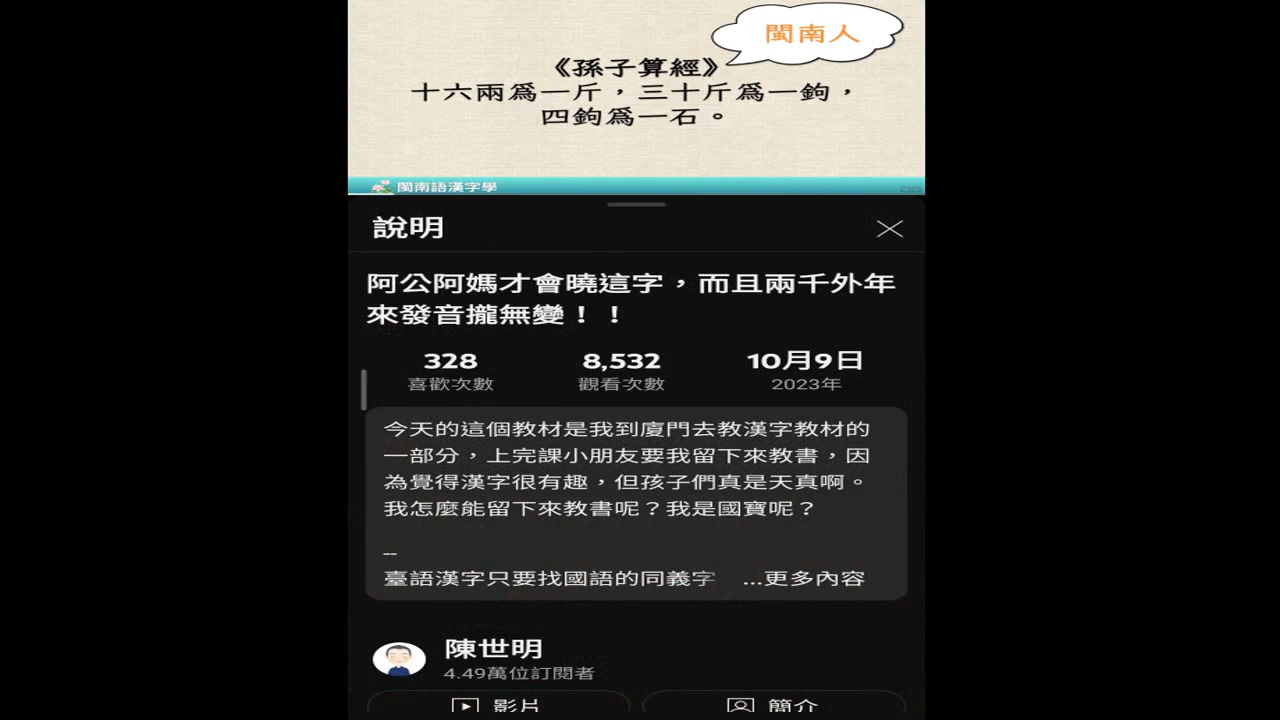 閩南人
《孫子算經》
十六兩爲一斤，三十斤爲一鉤，
四鉤爲一石。
閩南語漢字學
說明
阿公阿媽才會曉這字，而且兩千外年
來發音攏無變！！
328 8,532 10月9日
喜歡次數 觀看次數 2023年
今天的這個教材是我到廈門去教漢字教材的
一部分，上完課小朋友要我留下來教書，因
為覺得漢字很有趣，但孩子們真是天真啊。
我怎麼能留下來教書呢？我是國寶呢？
--
臺語漢字只要找國語的同義字 ...更多內容
陳世明
4.49萬位訂閱者
影片 簡介